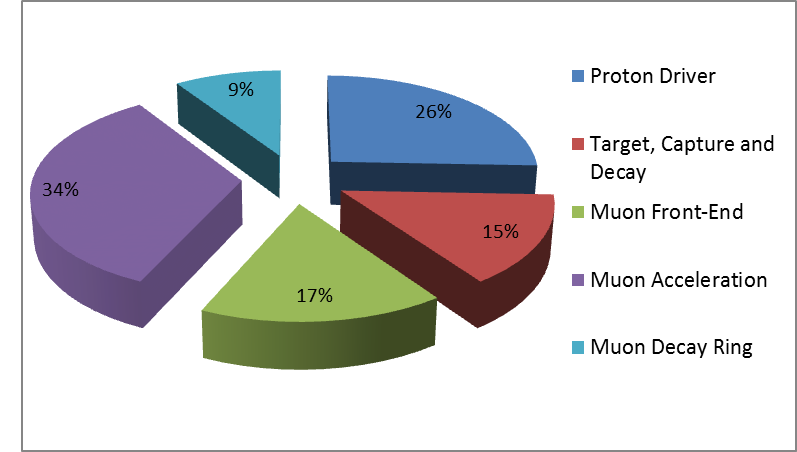 9%
26%
34%
15%
17%
Proton Driver
Target, Capture and
Decay
Muon Front-End
Muon Acceleration
Muon Decay Ring